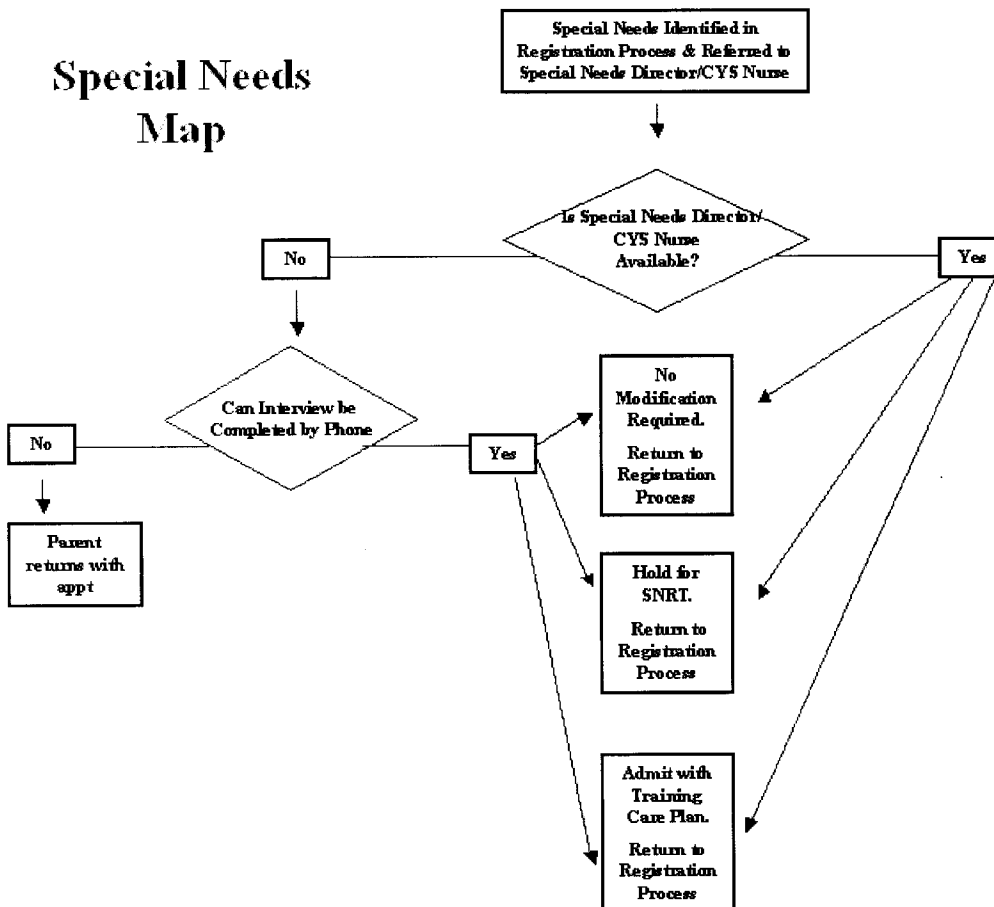 Special Needs
Map
Special Needs Identified in
Registration Process & Referred to
Special Needs Director/CYS Nurse
Is Special Needs Director/
CYS Nurse
Available?
No
Yes
Can Interview be
Completed by Phone
No
Yes
Parent
returns with
appt
No
Modification
Required.
Return to
Registration
Process
Hold for
SNRT.
Return to
Registration
Process
Admit with
Training
Care Plan.
Return to
Registration
Process